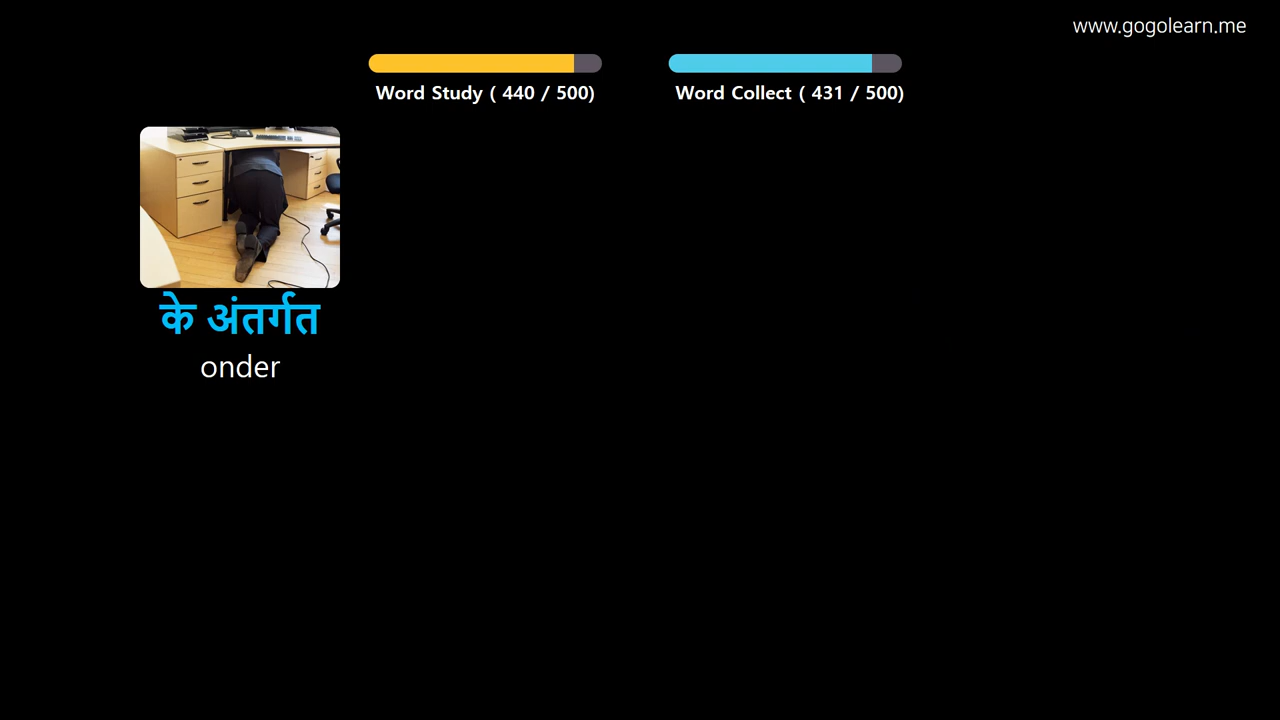 www.gogolearn.me
Word Study ( 440 / 500)
Word Collect ( 431 / 500)
के अंतर्गत
onder